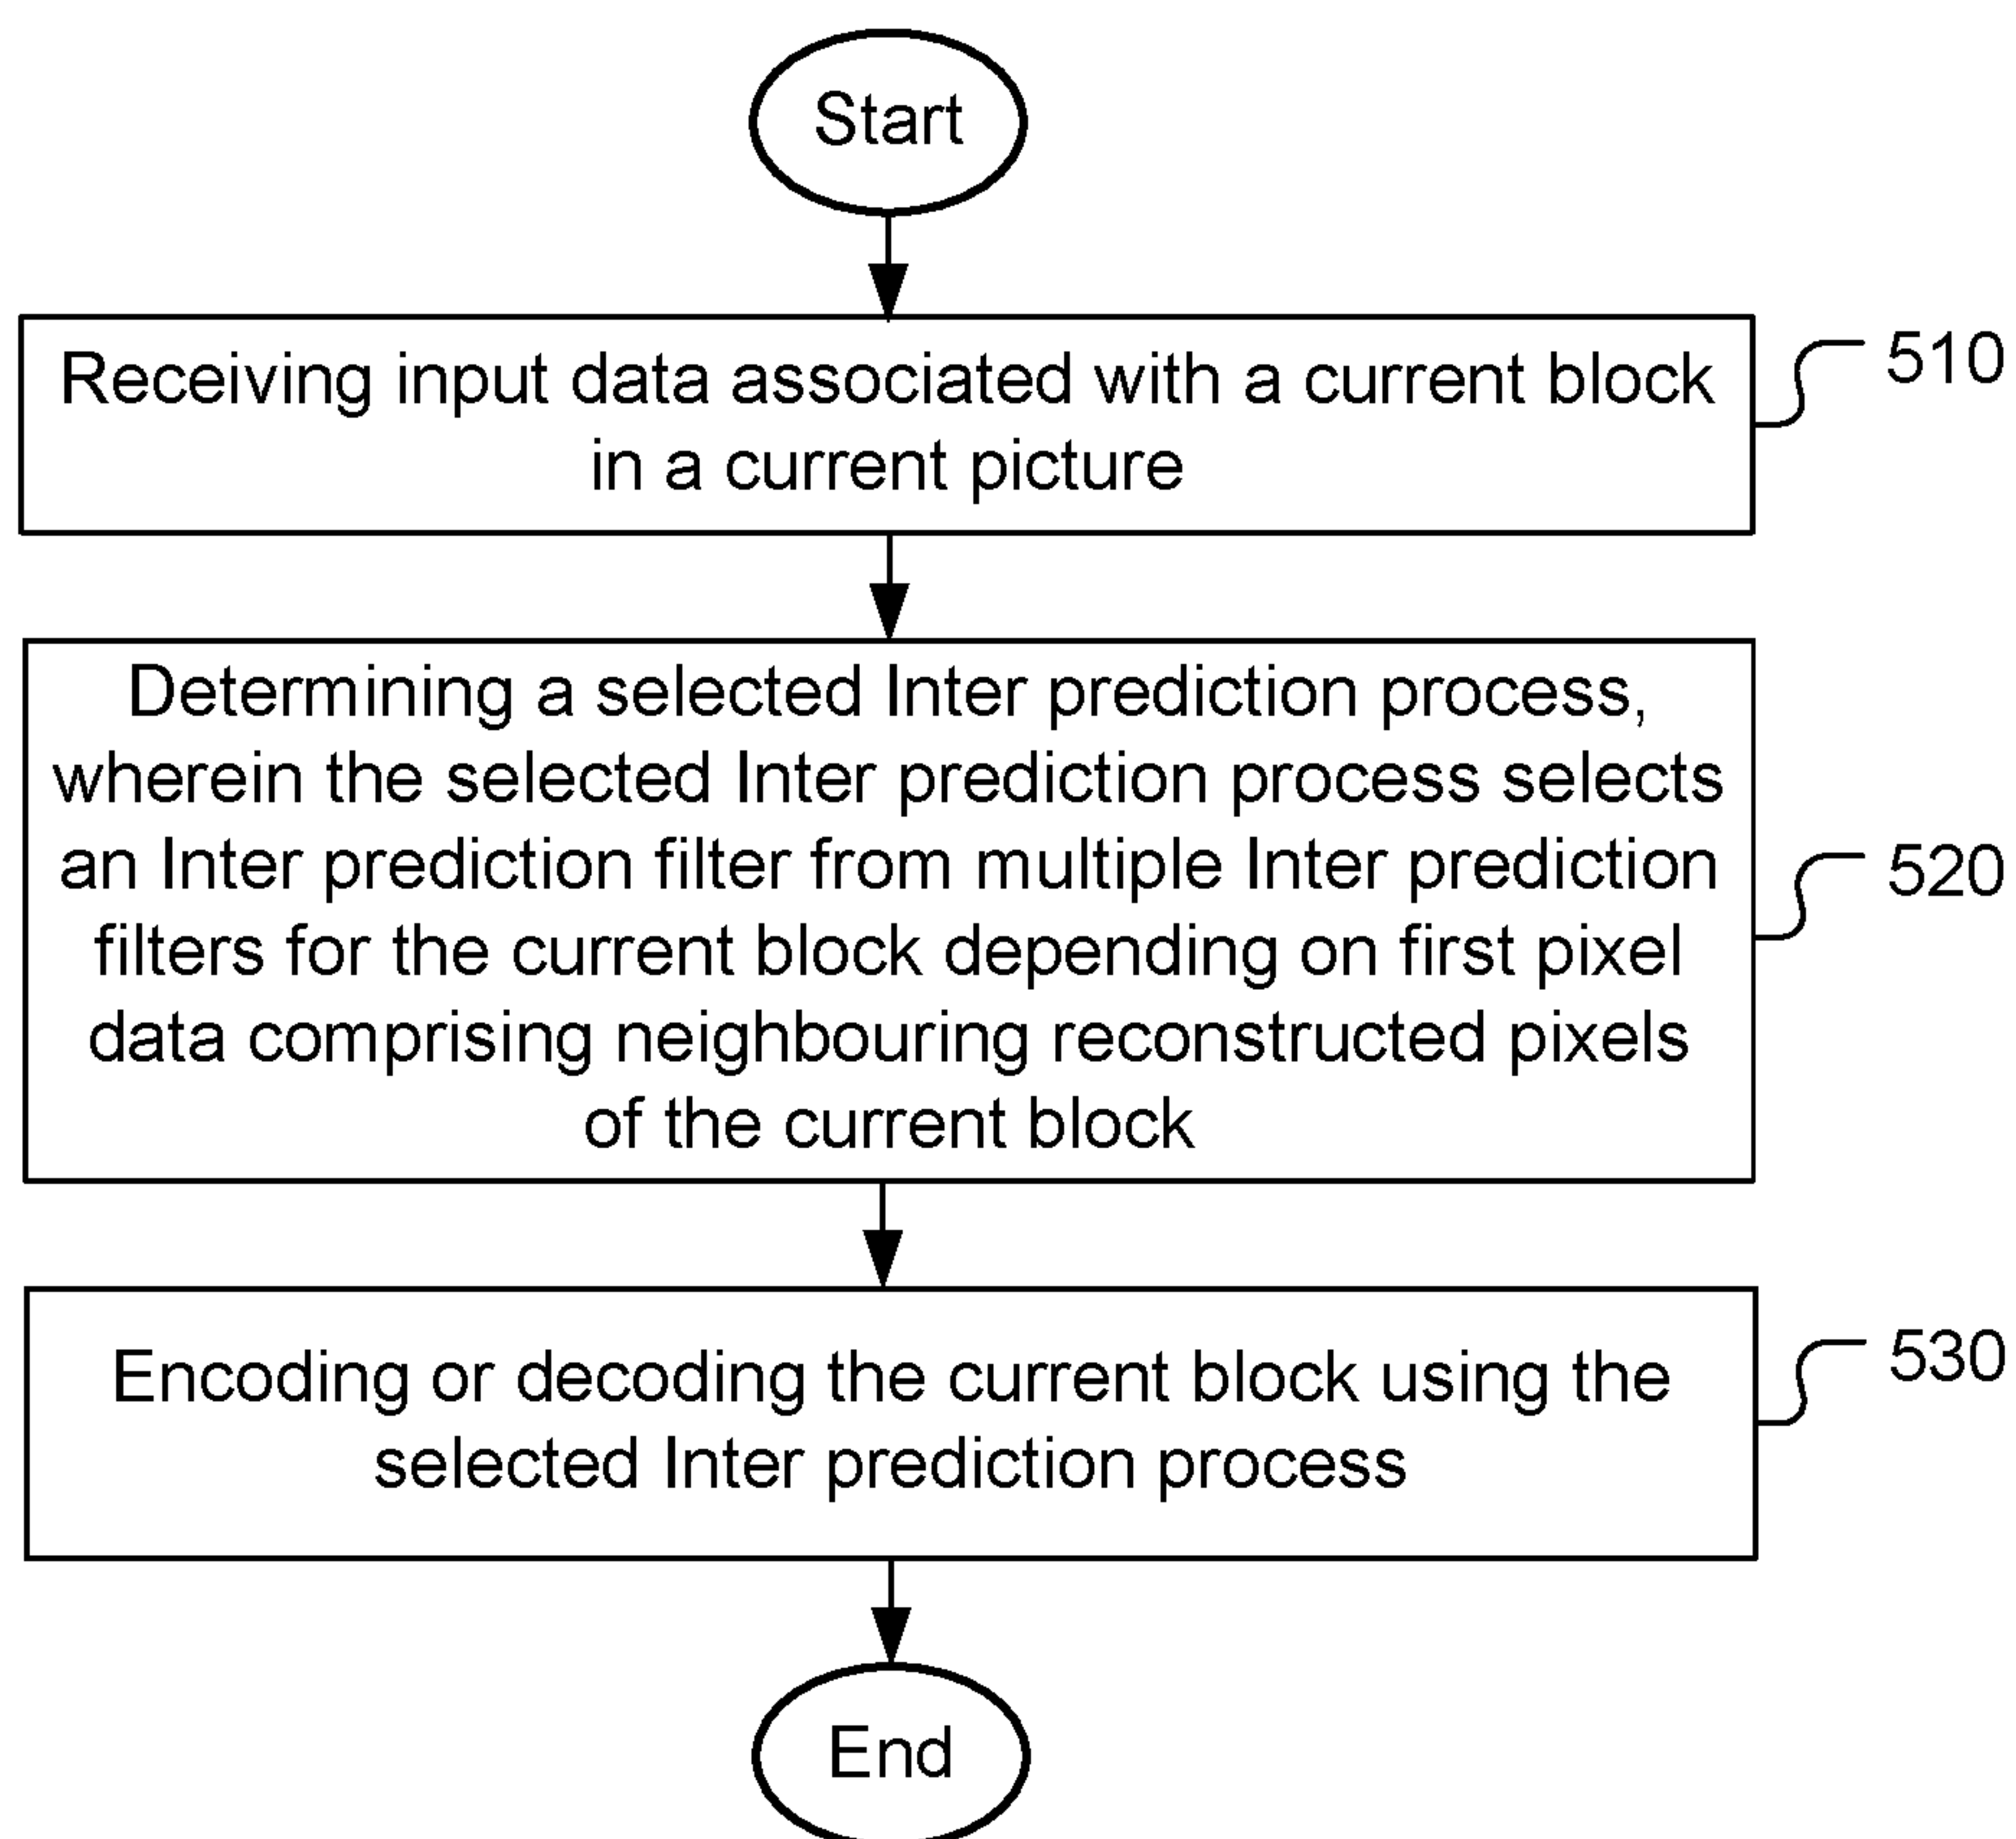 Start
Receiving input data associated with a current block
in a current picture
510
Determining a selected Inter prediction process,
wherein the selected Inter prediction process selects
an Inter prediction filter from multiple Inter prediction
filters for the current block depending on first pixel
data comprising neighbouring reconstructed pixels
of the current block
520
Encoding or decoding the current block using the
selected Inter prediction process
530
End